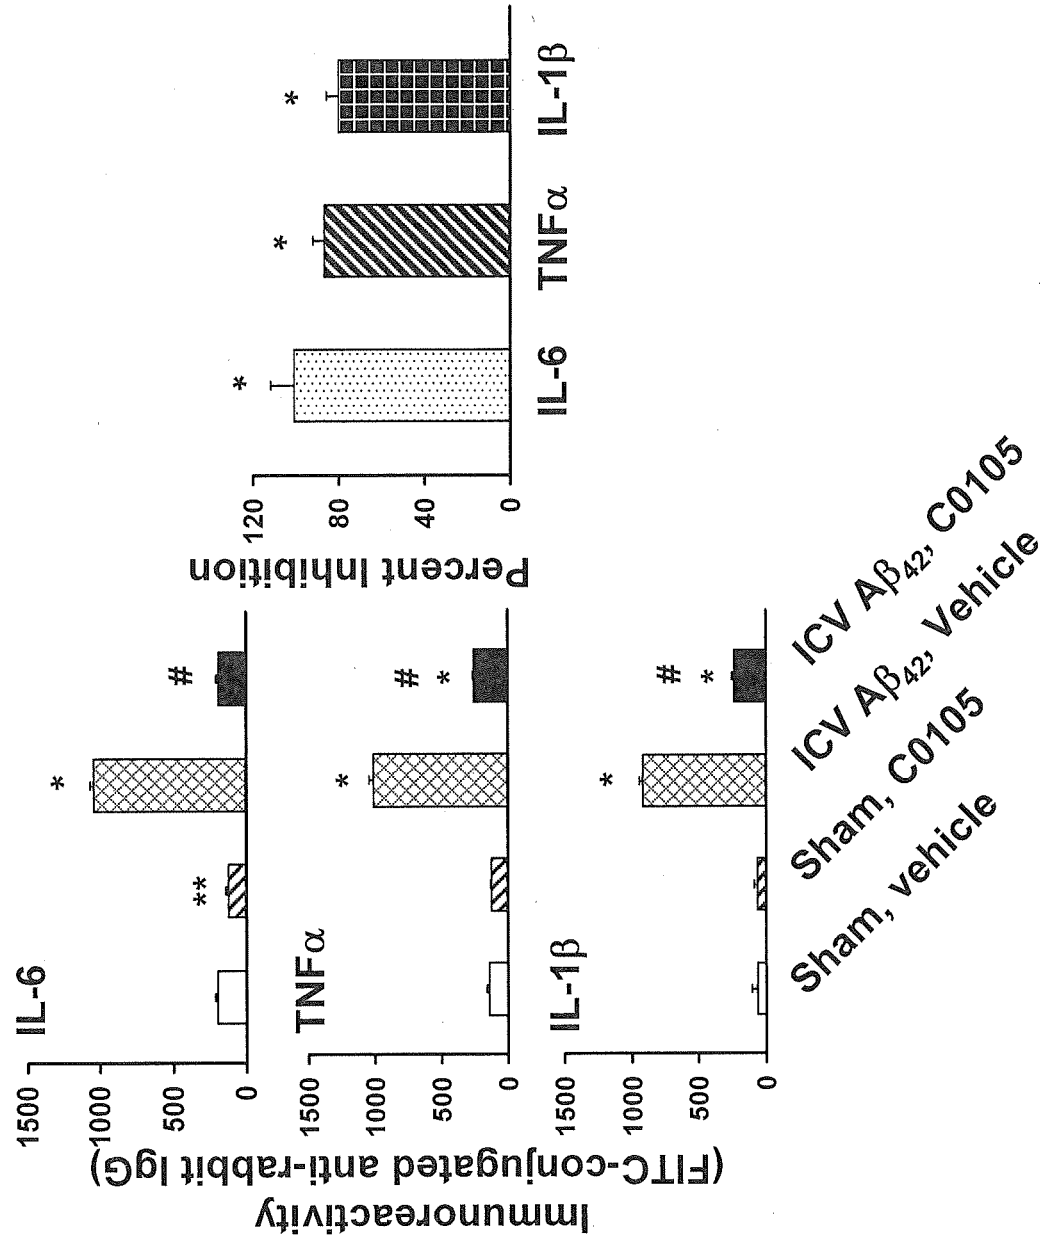 Immunoreactivity
(FITC-conjugated anti-rabbit IgG)
IL-6
1500
1000
500
0
*
**
#
TNFα
1500
1000
500
0
*
#
*
IL-1β
1500
1000
500
0
*
#
*
Sham, vehicle
Sham, C0105
ICV Aβ42, Vehicle
ICV Aβ42, C0105
Percent Inhibition
120
80
40
0
*
*
*
IL-6
TNFα
IL-1β